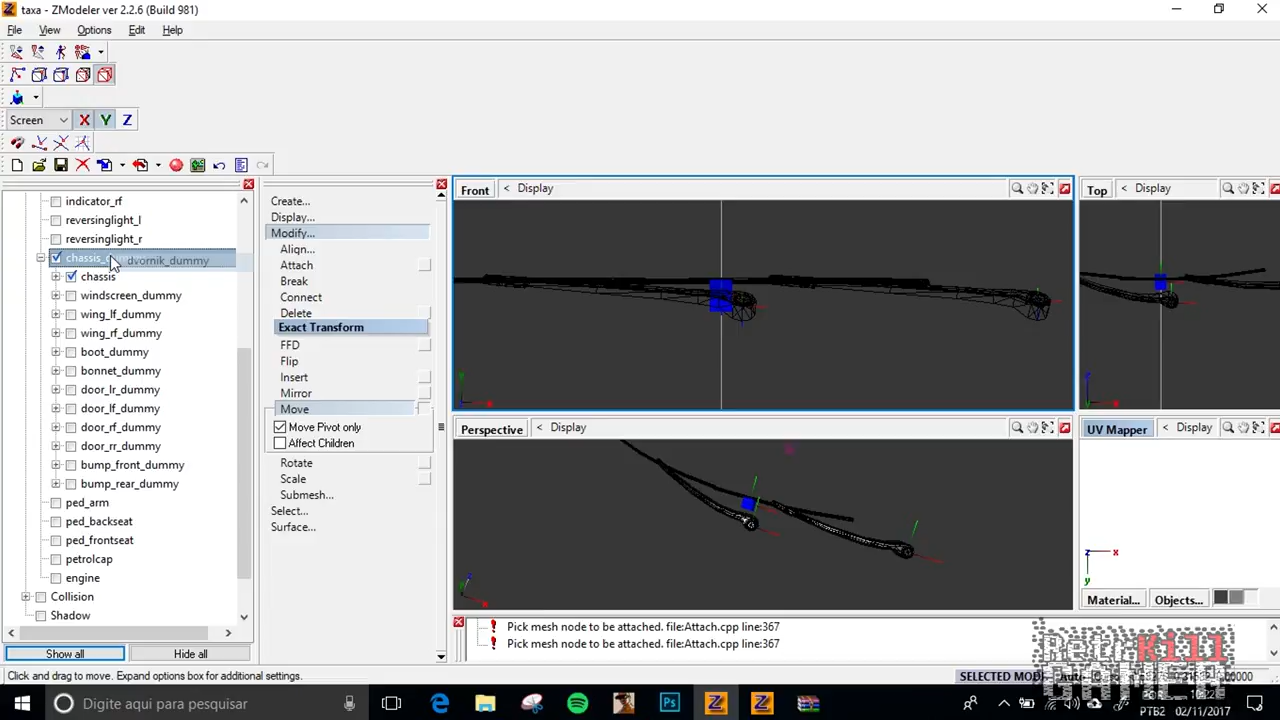 taxa - ZModeler ver 2.2.6 (Build 981)
File View Options Edit Help
Screen X Y Z
indicator_rf
reversinglight_l
reversinglight_r
dvornik_dummy
chassis
windscreen_dummy
wing_lf_dummy
wing_rf_dummy
boot_dummy
bonnet_dummy
door_lr_dummy
door_lf_dummy
door_rf_dummy
door_rr_dummy
bump_front_dummy
bump_rear_dummy
ped_arm
ped_backseat
ped_frontseat
petrolcap
engine
Collision
Shadow
Show all Hide all
Create...
Display...
Modify...
Align...
Attach
Break
Connect
Delete
Exact Transform
FFD
Flip
Insert
Mirror
Move
Move Pivot only
Affect Children
Rotate
Scale
Submesh...
Select...
Surface...
Front < Display
Top < Display
Perspective < Display
UV Mapper < Display
Material... Objects...
Pick mesh node to be attached. file:Attach.cpp line:367
Pick mesh node to be attached. file:Attach.cpp line:367
Click and drag to move. Expand options box for additional settings.
SELECTED MODE
RetroKill
GAMER
Digite aqui para pesquisar
PTB2 02/11/2017